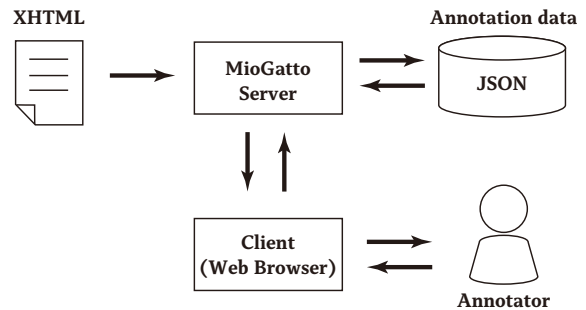 XHTML
Annotation data
MioGatto
Server
JSON
Client
(Web Browser)
Annotator